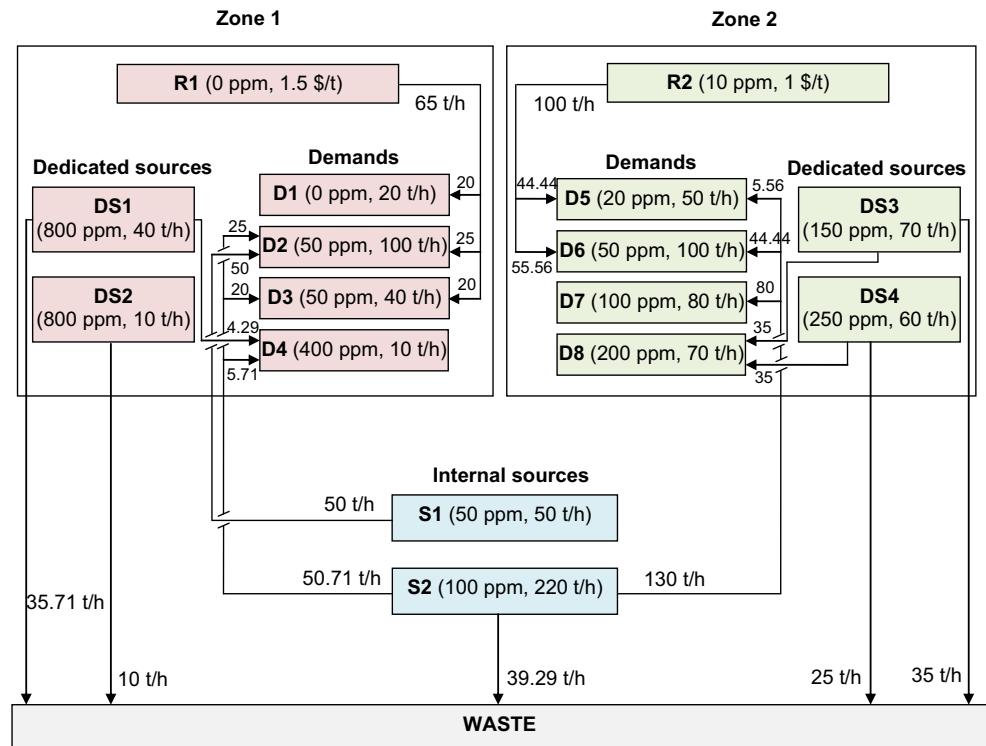 Zone 1
Zone 2
R1 (0 ppm, 1.5 $/t)
R2 (10 ppm, 1 $/t)
65 t/h
100 t/h
Dedicated sources
Demands
Demands
Dedicated sources
DS1
(800 ppm, 40 t/h)
DS2
(800 ppm, 10 t/h)
D1 (0 ppm, 20 t/h)
20
25
D2 (50 ppm, 100 t/h)
25
50
20
D3 (50 ppm, 40 t/h)
20
4.29
D4 (400 ppm, 10 t/h)
5.71
44.44
D5 (20 ppm, 50 t/h)
5.56
D6 (50 ppm, 100 t/h)
44.44
55.56
D7 (100 ppm, 80 t/h)
80
D8 (200 ppm, 70 t/h)
35
35
DS3
(150 ppm, 70 t/h)
DS4
(250 ppm, 60 t/h)
Internal sources
50 t/h
S1 (50 ppm, 50 t/h)
50.71 t/h
S2 (100 ppm, 220 t/h)
130 t/h
35.71 t/h
10 t/h
39.29 t/h
25 t/h
35 t/h
WASTE